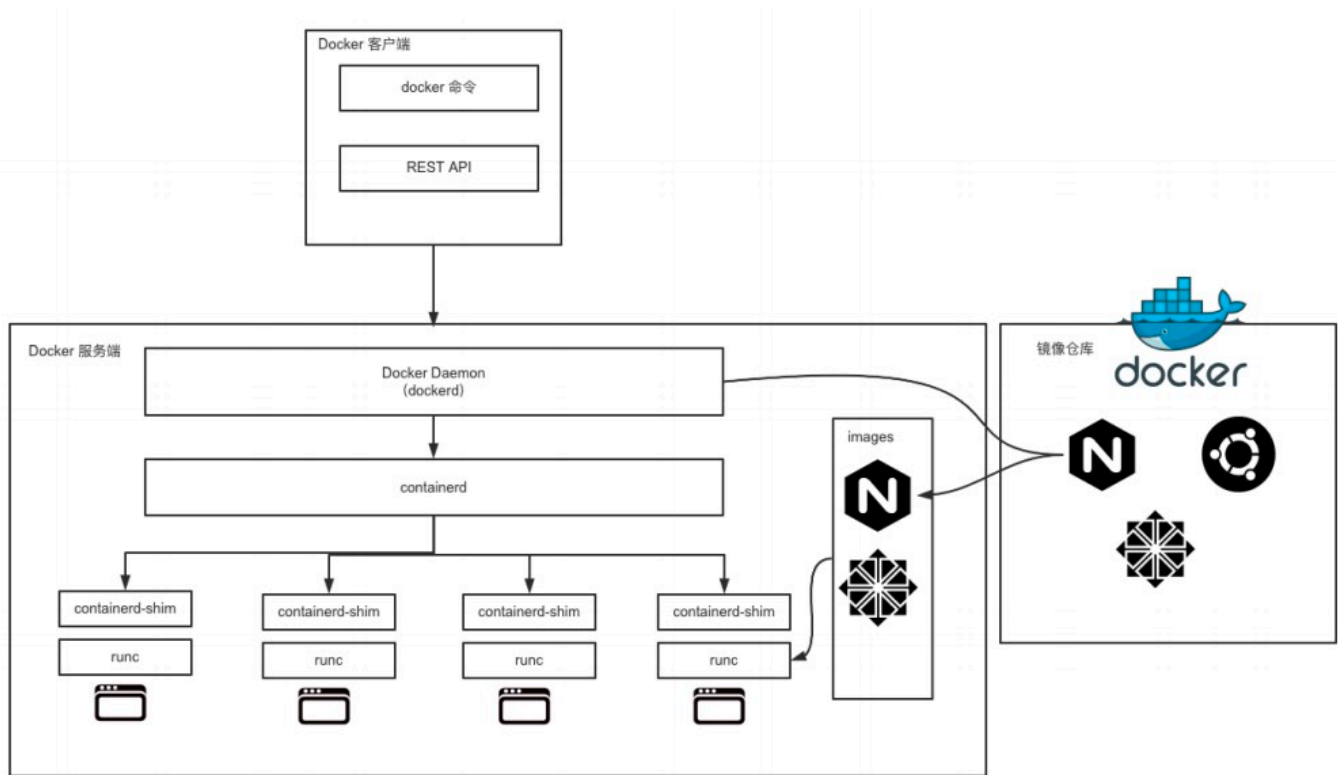 Docker 客户端
docker 命令
REST API
Docker 服务端
Docker Daemon
(dockerd)
containerd
images
N
containerd-shim
containerd-shim
containerd-shim
containerd-shim
runc
runc
runc
runc
镜像仓库
docker
N